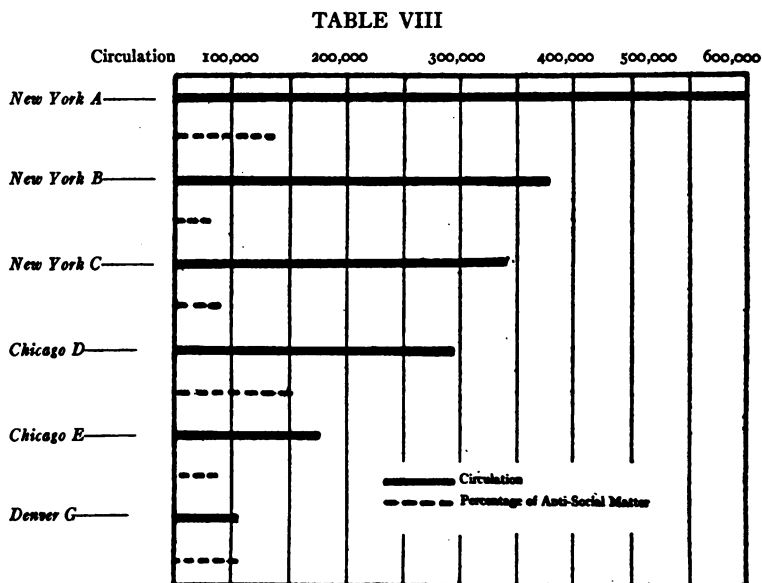 TABLE VIII
Circulation 100,000 200,000 300,000 400,000 500,000 600,000
New York A
New York B
New York C
Chicago D
Chicago E
Circulation
Percentage of Anti-Social Matter
Denver G